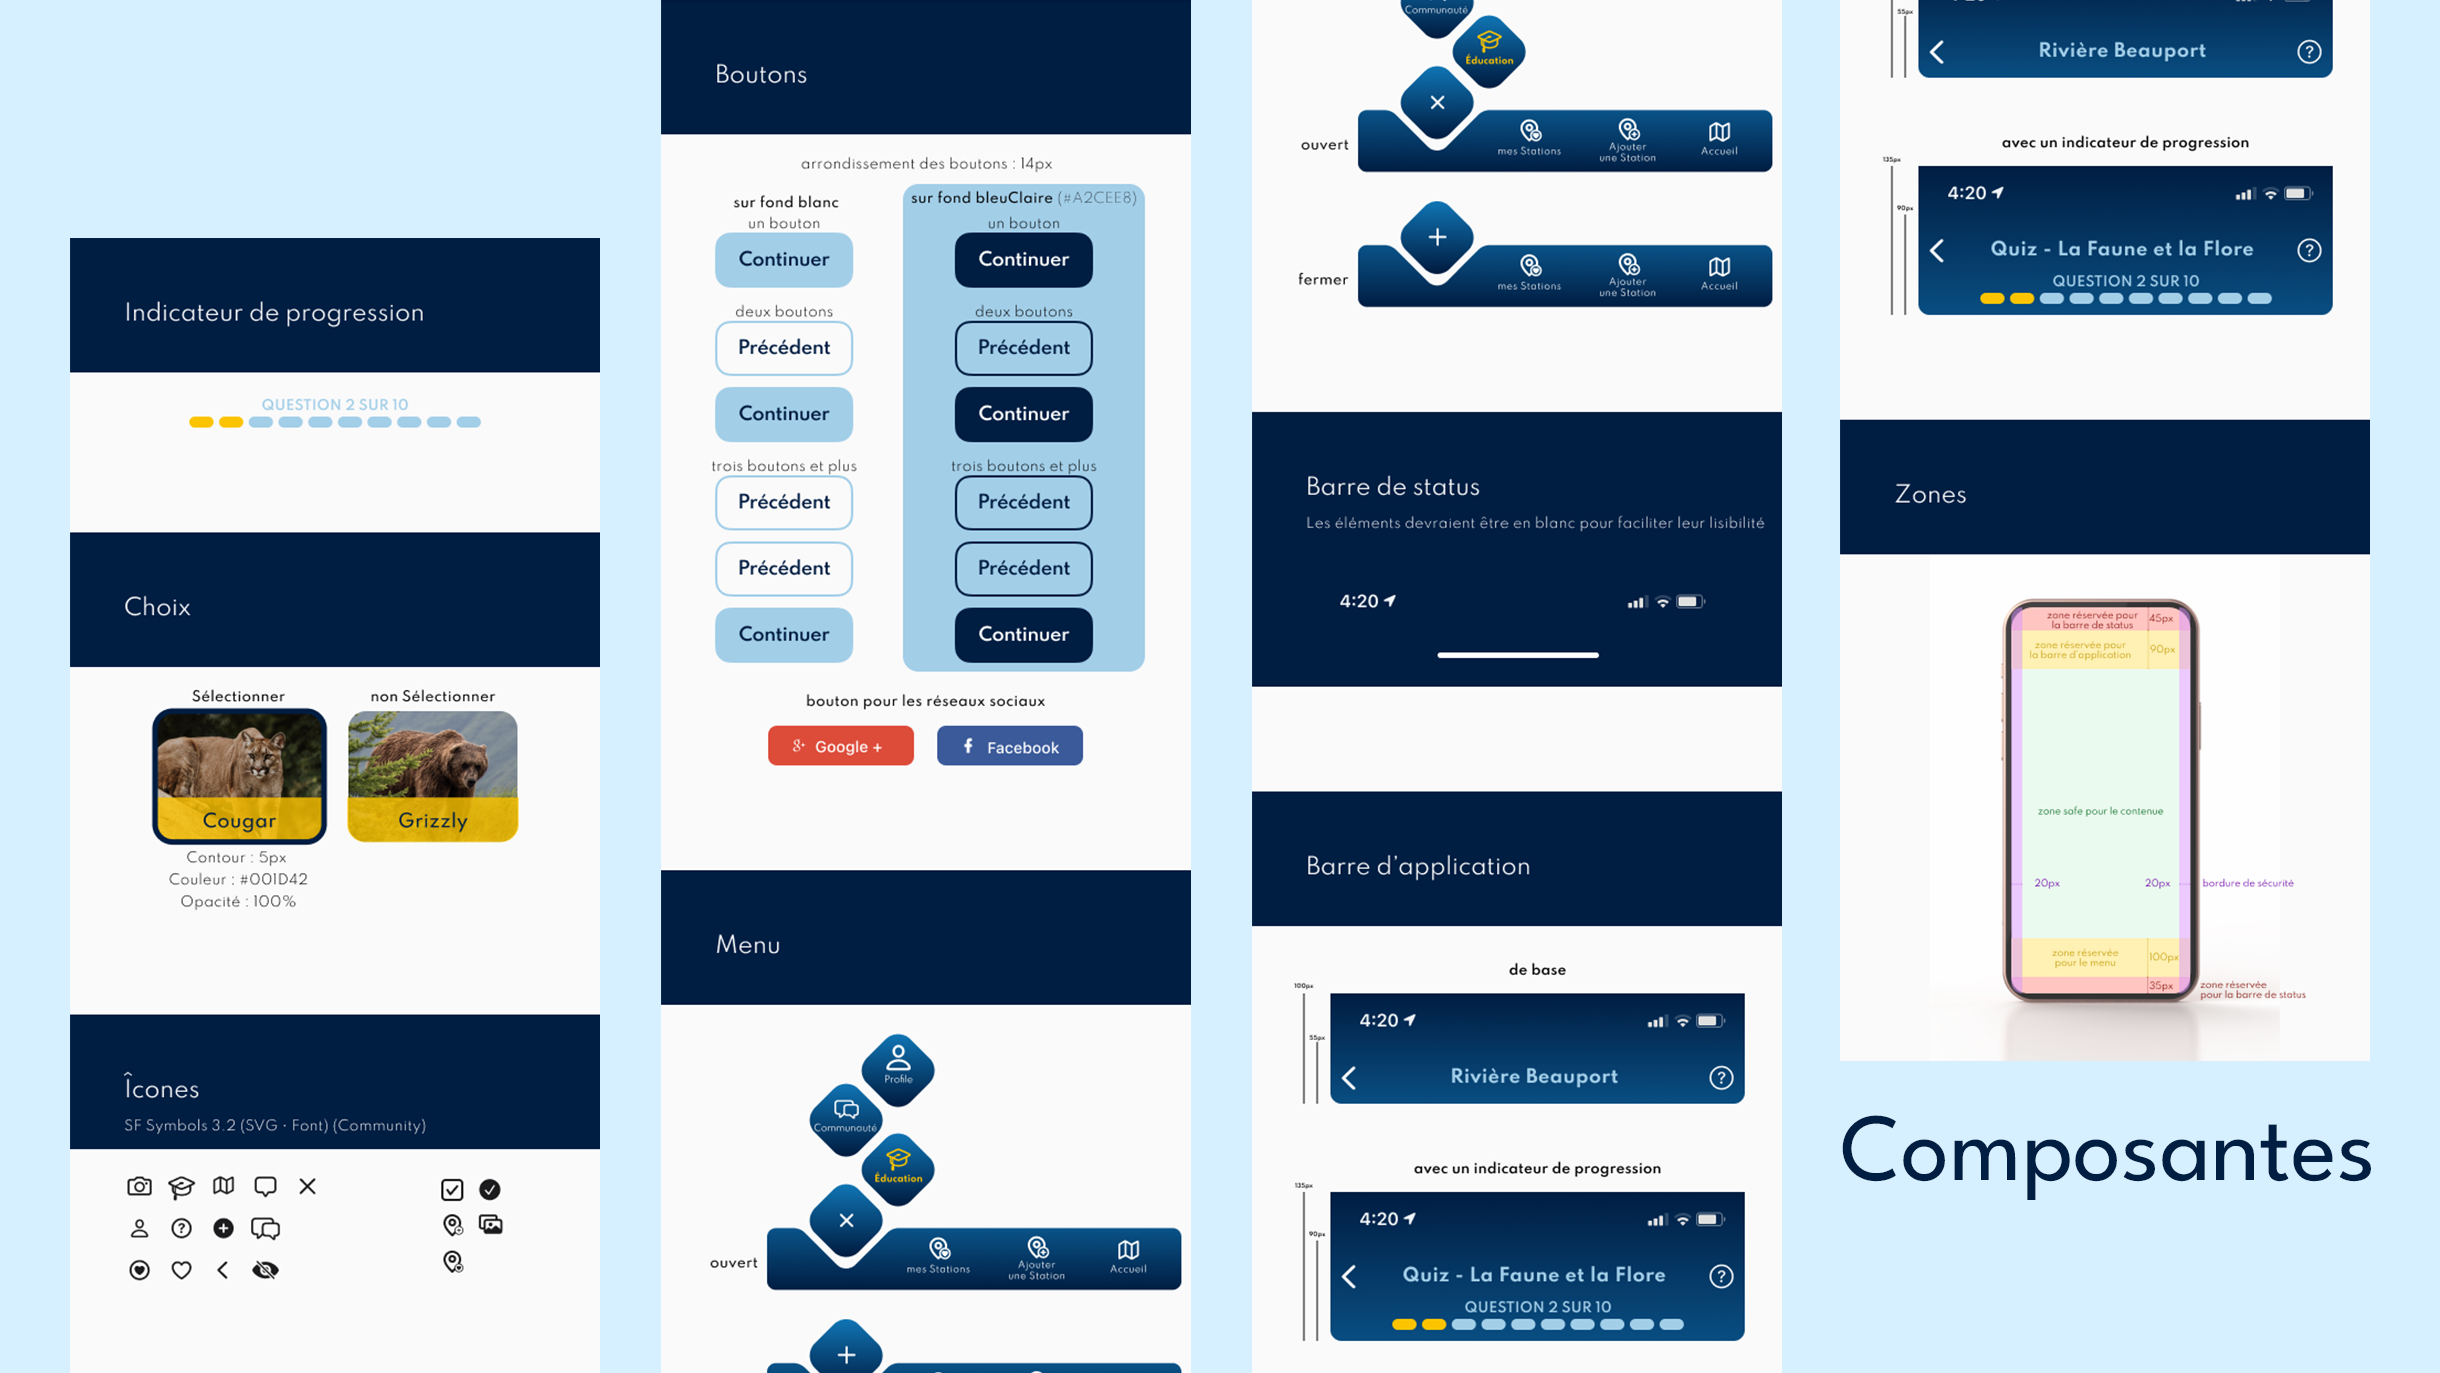 Indicateur de progression
QUESTION 2 SUR 10
Choix
Sélectionner
non Sélectionner
Cougar
Grizzly
Contour : 5px
Couleur : #001D42
Opacité : 100%
Îcones
SF Symbols 3.2 (SVG - Font) (Community)
Boutons
arrondissement des boutons : 14px
sur fond blanc
un bouton
Continuer
deux boutons
Précédent
Continuer
trois boutons et plus
Précédent
Précédent
Continuer
sur fond bleuClaire (#A2CEE8)
un bouton
Continuer
deux boutons
Précédent
Continuer
trois boutons et plus
Précédent
Précédent
Continuer
bouton pour les réseaux sociaux
g+ Google +
f Facebook
Menu
Profile
Communauté
Éducation
ouvert
mes Stations
Ajouter
une Station
Accueil
Communauté
Éducation
ouvert
mes Stations
Ajouter
une Station
Accueil
fermer
mes Stations
Ajouter
une Station
Accueil
Barre de status
Les éléments devraient être en blanc pour faciliter leur lisibilité
4:20
Barre d'application
de base
100px
55px
4:20
Rivière Beauport
?
avec un indicateur de progression
135px
90px
4:20
Quiz - La Faune et la Flore
?
QUESTION 2 SUR 10
55px
Rivière Beauport
?
avec un indicateur de progression
135px
90px
4:20
Quiz - La Faune et la Flore
?
QUESTION 2 SUR 10
Zones
zone réservée pour
la barre de status
45px
zone réservée pour
la barre d'application
90px
zone safe pour le contenue
20px
20px
bordure de sécurité
zone réservée
pour le menu
100px
35px
zone réservée
pour la barre de status
Composantes